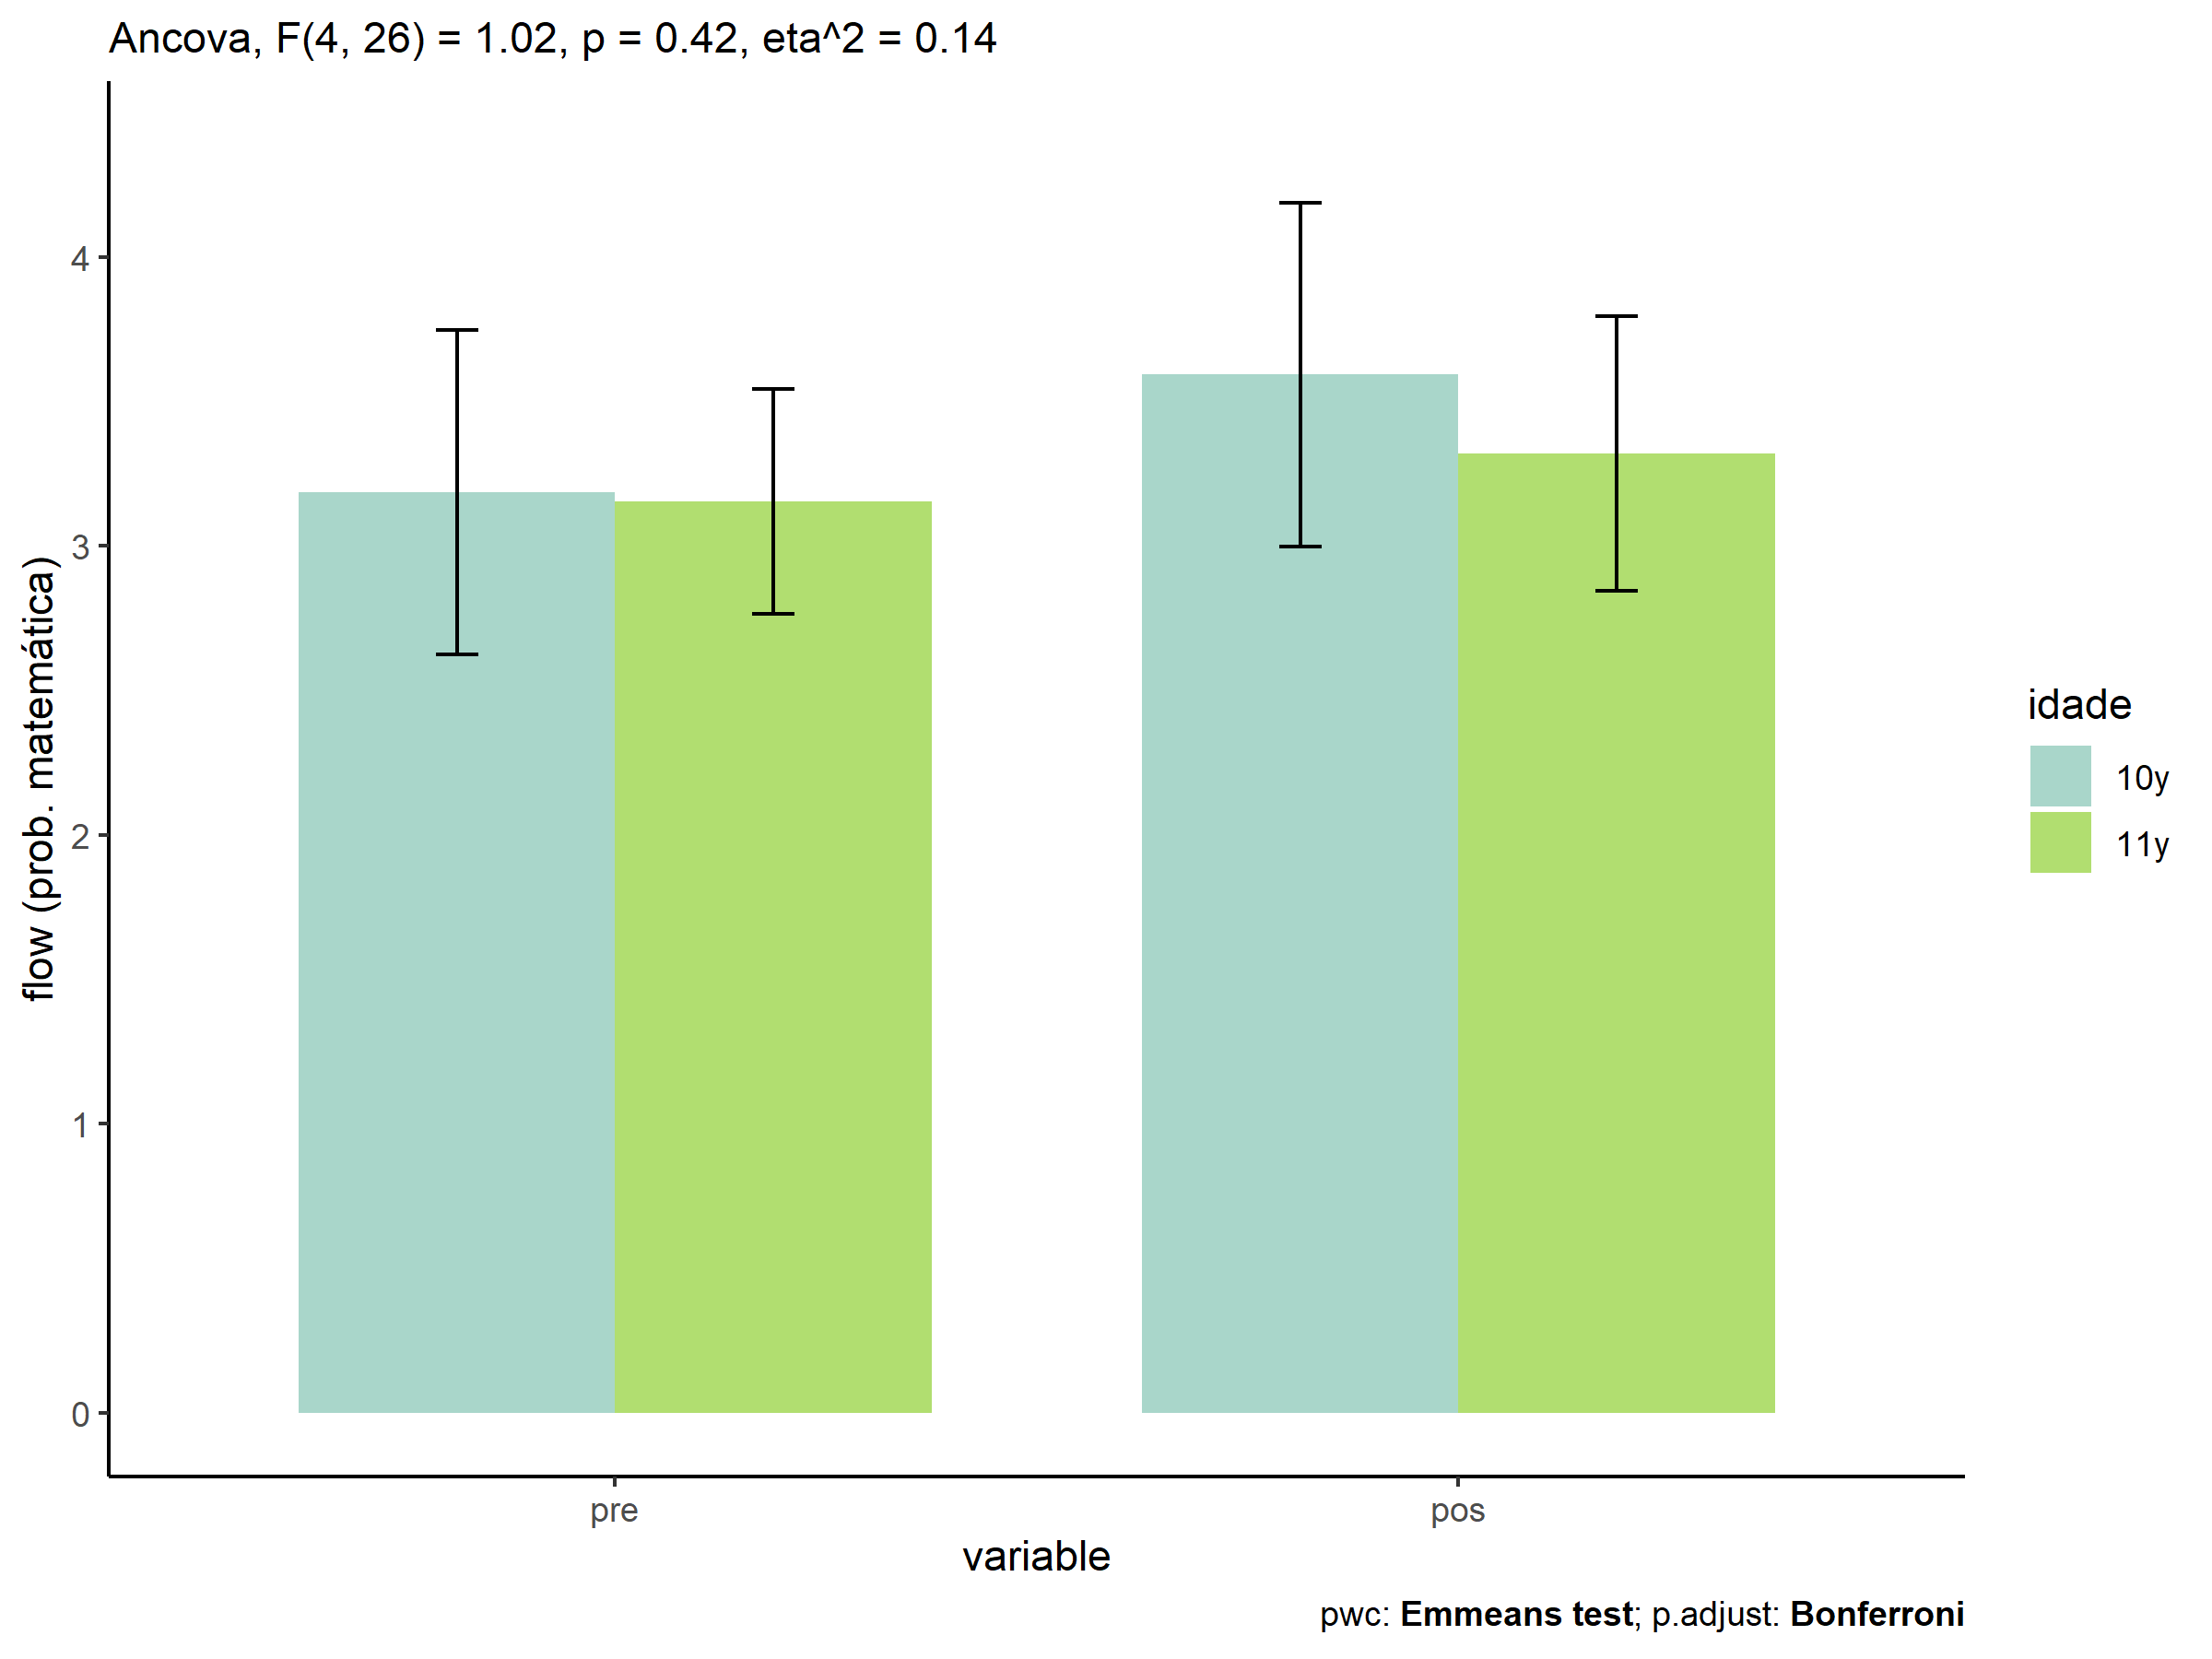 Ancova, F(4, 26) = 1.02, p = 0.42, eta^2 = 0.14
flow (prob. matemática)
4
3
2
1
0
pre
pos
variable
idade
10y
11y
pwc: Emmeans test; p.adjust: Bonferroni